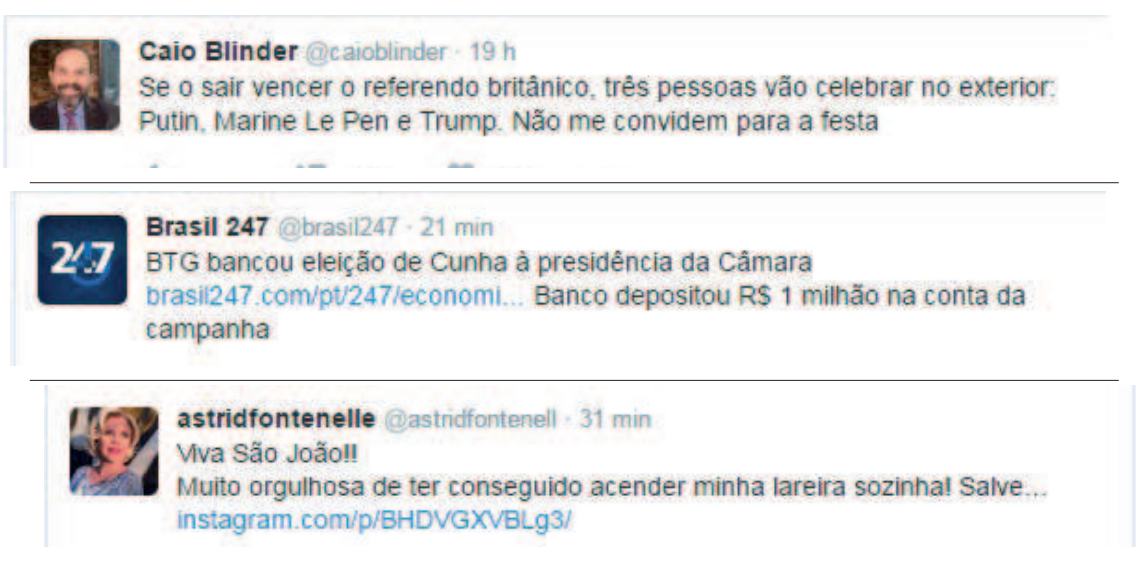 Caio Blinder @caioblinder · 19 h
Se o sair vencer o referendo britânico, três pessoas vão celebrar no exterior:
Putin, Marine Le Pen e Trump. Não me convidem para a festa
247
Brasil 247 @brasil247 · 21 min
BTG bancou eleição de Cunha à presidência da Câmara
brasil247.com/pt/247/economi... Banco depositou R$ 1 milhão na conta da
campanha
astridfontenelle @astridfontenell · 31 min
Viva São João!!
Muito orgulhosa de ter conseguido acender minha lareira sozinha! Salve...
instagram.com/p/BHDVGXVBLg3/